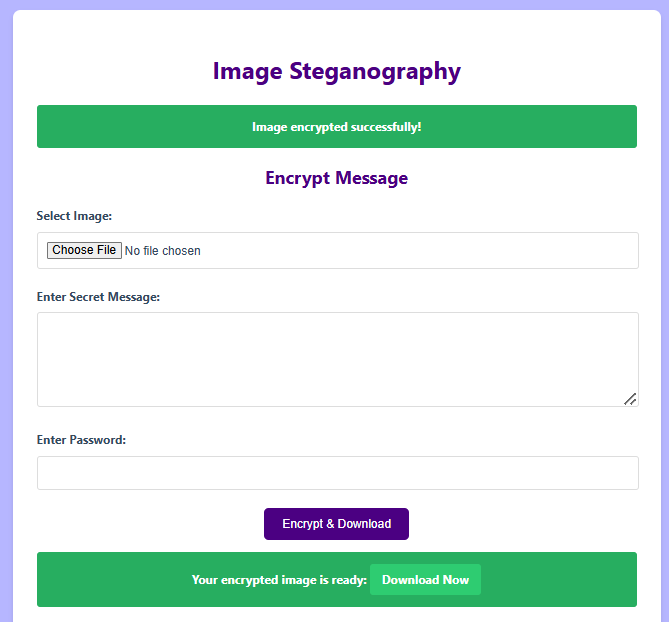 Image Steganography
Image encrypted successfully!
Encrypt Message
Select Image:
Choose File No file chosen
Enter Secret Message:
Enter Password:
Encrypt & Download
Your encrypted image is ready: Download Now